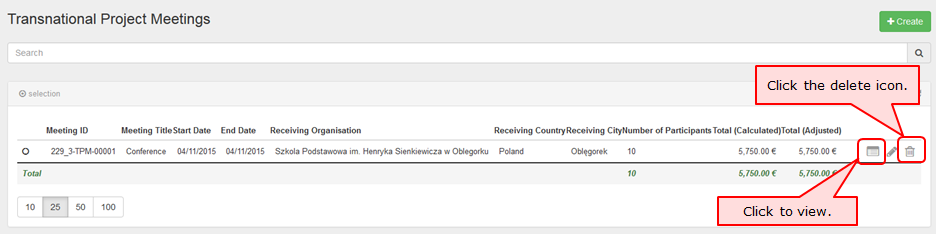 Transnational Project Meetings
+ Create
Search
Click the delete icon.
selection
Meeting ID Meeting Title Start Date End Date Receiving Organisation Receiving Country Receiving City Number of Participants Total (Calculated) Total (Adjusted)
229_3-TPM-00001 Conference 04/11/2015 04/11/2015 Szkola Podstawowa im. Henryka Sienkiewicza w Oblegorku Poland Oblęgorek 10 5,750.00 € 5,750.00 €
Total 10 5,750.00 € 5,750.00 €
Click to view.
10 25 50 100